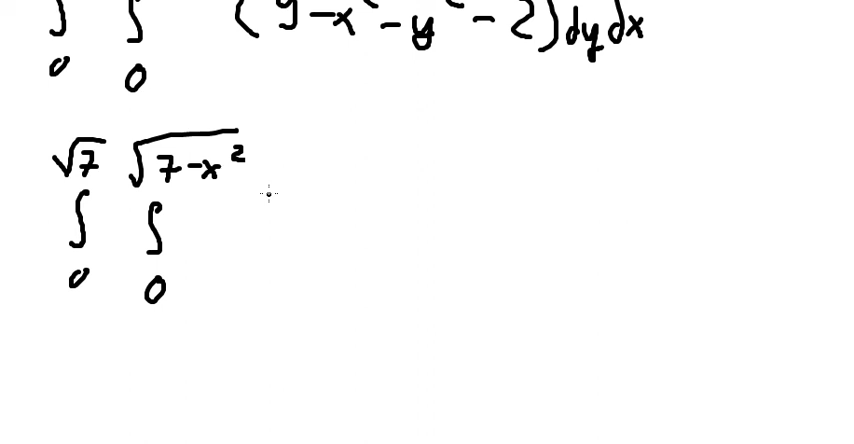 ∫ ∫ (9-x²-y²-2)dydx
0 0
√7 √7-x²
∫ ∫
0 0